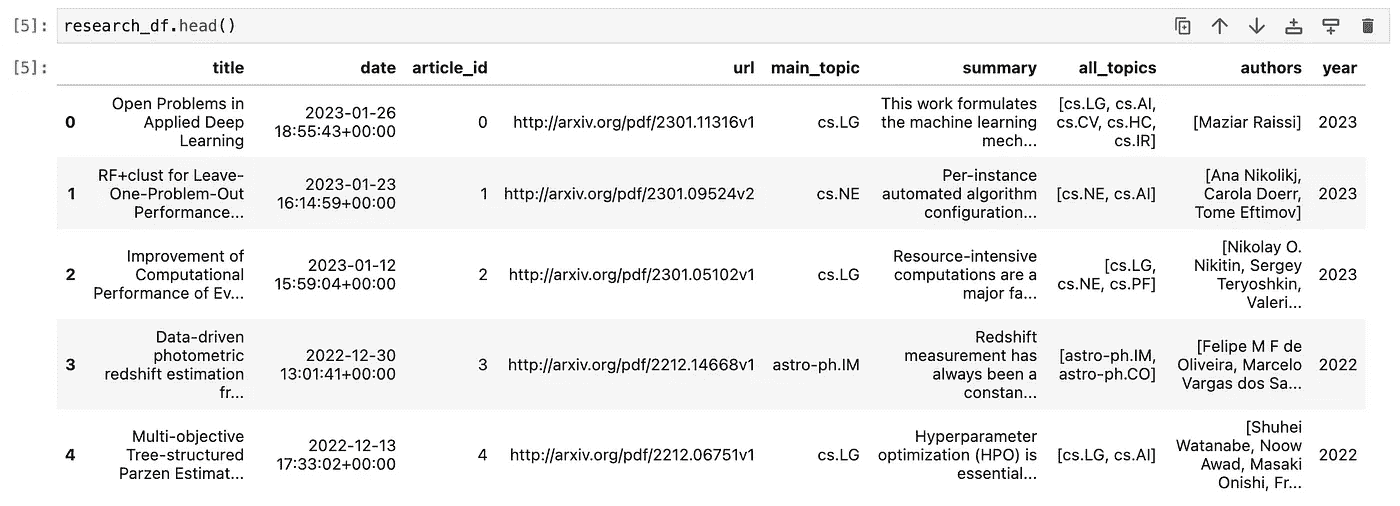 [5]: research_df.head()
[5]:
title date article_id url main_topic summary all_topics authors year
0 Open Problems in Applied Deep Learning 2023-01-26 18:55:43+00:00 0 http://arxiv.org/pdf/2301.11316v1 cs.LG This work formulates the machine learning mech... [cs.LG, cs.AI, cs.CV, cs.HC, cs.IR] [Maziar Raissi] 2023
1 RF+clust for Leave-One-Problem-Out Performance... 2023-01-23 16:14:59+00:00 1 http://arxiv.org/pdf/2301.09524v2 cs.NE Per-instance automated algorithm configuration... [cs.NE, cs.AI] [Ana Nikolikj, Carola Doerr, Tome Eftimov] 2023
2 Improvement of Computational Performance of Ev... 2023-01-12 15:59:04+00:00 2 http://arxiv.org/pdf/2301.05102v1 cs.LG Resource-intensive computations are a major fa... [cs.LG, cs.NE, cs.PF] [Nikolay O. Nikitin, Sergey Teryoshkin, Valeri... 2023
3 Data-driven photometric redshift estimation fr... 2022-12-30 13:01:41+00:00 3 http://arxiv.org/pdf/2212.14668v1 astro-ph.IM Redshift measurement has always been a constan... [astro-ph.IM, astro-ph.CO] [Felipe M F de Oliveira, Marcelo Vargas dos Sa... 2022
4 Multi-objective Tree-structured Parzen Estimat... 2022-12-13 17:33:02+00:00 4 http://arxiv.org/pdf/2212.06751v1 cs.LG Hyperparameter optimization (HPO) is essential... [cs.LG, cs.AI] [Shuhei Watanabe, Noow Awad, Masaki Onishi, Fr... 2022